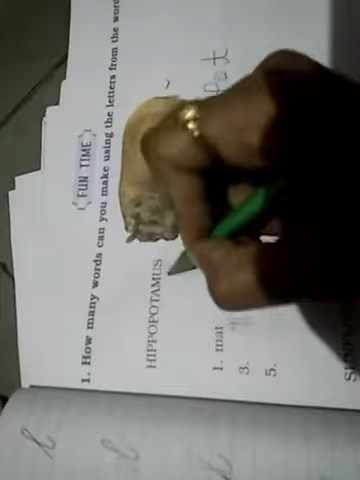 FUN TIME
1. How many words can you make using the letters from the word
HIPPOPOTAMUS
1. mat
pot
3.
5.